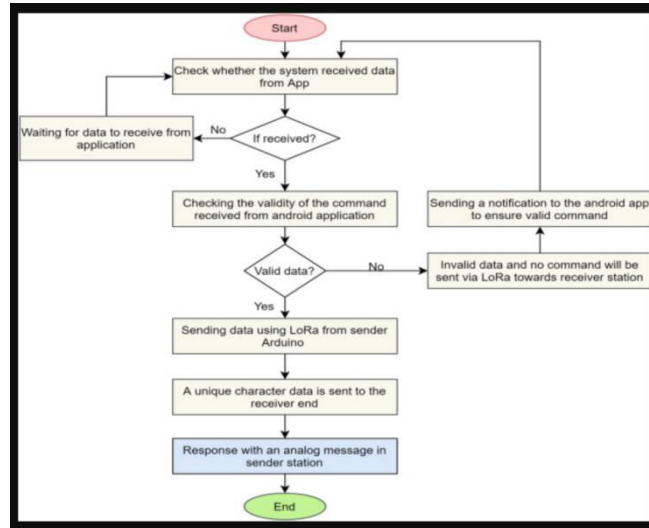 Start
Check whether the system received data
from App
Waiting for data to receive from
application
No
If received?
Yes
Checking the validity of the command
received from android application
Sending a notification to the android app
to ensure valid command
Valid data?
No
Invalid data and no command will be
sent via LoRa towards receiver station
Yes
Sending data using LoRa from sender
Arduino
A unique character data is sent to the
receiver end
Response with an analog message in
sender station
End